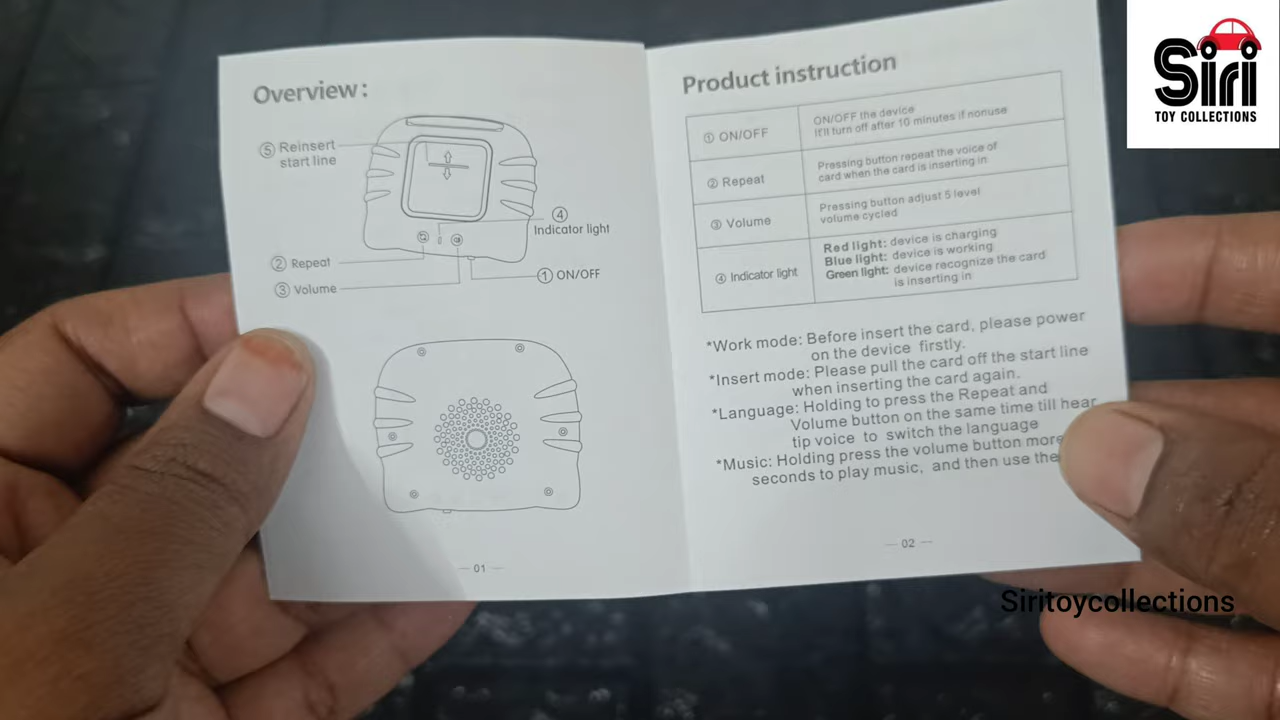 Overview:
⑤ Reinsert
start line
④
Indicator light
② Repeat
① ON/OFF
③ Volume
— 01 —
Product instruction
① ON/OFF
ON/OFF the device
It'll turn off after 10 minutes if nonuse
② Repeat
Pressing button repeat the voice of
card when the card is inserting in
③ Volume
Pressing button adjust 5 level
volume cycled
④ Indicator light
Red light: device is charging
Blue light: device is working
Green light: device recognize the card
is inserting in
*Work mode: Before insert the card, please power
on the device firstly.
*Insert mode: Please pull the card off the start line
when inserting the card again.
*Language: Holding to press the Repeat and
Volume button on the same time till hear
tip voice to switch the language
*Music: Holding press the volume button more
seconds to play music, and then use the
— 02 —
Siri
TOY COLLECTIONS
Siritoycollections